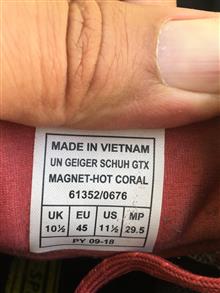 MADE IN VIETNAM
UN GEIGER SCHUH GTX
MAGNET-HOT CORAL
61352/0676
UK EU US MP
10½ 45 11½ 29.5
PY 09-18